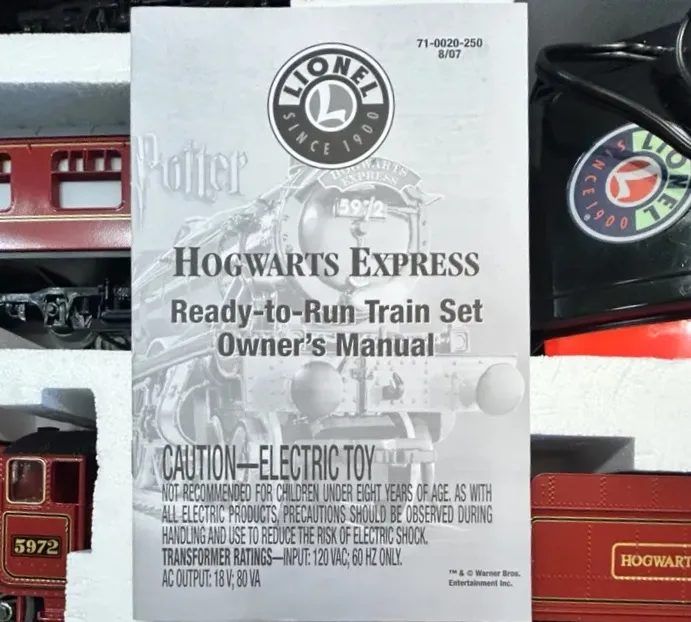 71-0020-250
8/07
LIONEL
L
SINCE 1900
Potter
HOGWARTS
EXPRESS
5972
HOGWARTS EXPRESS
Ready-to-Run Train Set
Owner's Manual
CAUTION—ELECTRIC TOY
NOT RECOMMENDED FOR CHILDREN UNDER EIGHT YEARS OF AGE. AS WITH
ALL ELECTRIC PRODUCTS, PRECAUTIONS SHOULD BE OBSERVED DURING
HANDLING AND USE TO REDUCE THE RISK OF ELECTRIC SHOCK.
TRANSFORMER RATINGS—INPUT: 120 VAC; 60 HZ ONLY.
AC OUTPUT: 18 V; 80 VA
™ & © Warner Bros.
Entertainment Inc.
LIONEL
L
SINCE 1900
5972
HOGWART